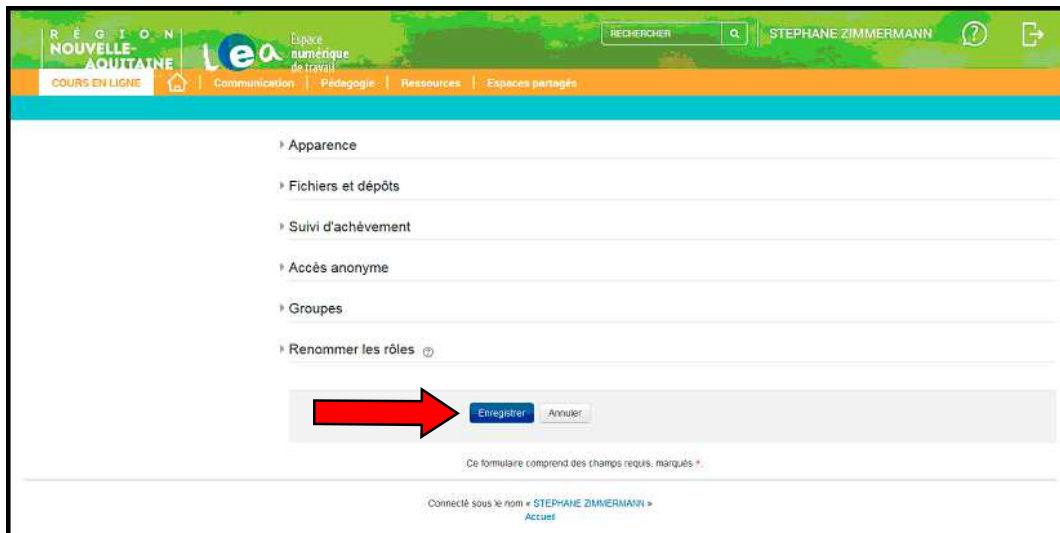 RÉGION
NOUVELLE-
AQUITAINE
Lea
Espace
numérique
de travail
RECHERCHER
STEPHANE ZIMMERMANN
?
COURS EN LIGNE | Communication | Pédagogie | Ressources | Espaces partagés
Apparence
Fichiers et dépôts
Suivi d'achèvement
Accès anonyme
Groupes
Renommer les rôles ?
Enregistrer Annuler
Ce formulaire comprend des champs requis, marqués *.
Connecté sous le nom « STEPHANE ZIMMERMANN »
Accueil